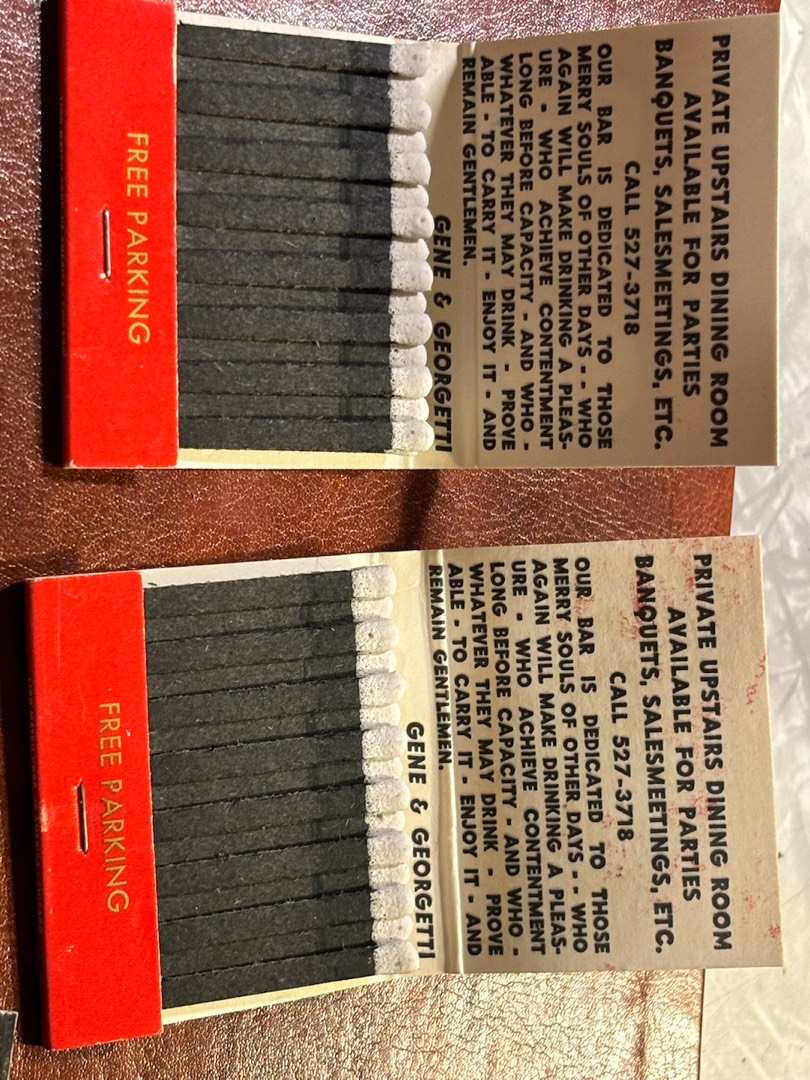 PRIVATE UPSTAIRS DINING ROOM
AVAILABLE FOR PARTIES
BANQUETS, SALESMEETINGS, ETC.
CALL 527-3718
OUR BAR IS DEDICATED TO THOSE
MERRY SOULS OF OTHER DAYS - - WHO
AGAIN WILL MAKE DRINKING A PLEAS-
URE - WHO ACHIEVE CONTENTMENT
LONG BEFORE CAPACITY - AND WHO -
WHATEVER THEY MAY DRINK - PROVE
ABLE - TO CARRY IT - ENJOY IT - AND
REMAIN GENTLEMEN.
GENE & GEORGETTI
FREE PARKING
PRIVATE UPSTAIRS DINING ROOM
AVAILABLE FOR PARTIES
BANQUETS, SALESMEETINGS, ETC.
CALL 527-3718
OUR BAR IS DEDICATED TO THOSE
MERRY SOULS OF OTHER DAYS - - WHO
AGAIN WILL MAKE DRINKING A PLEAS-
URE - WHO ACHIEVE CONTENTMENT
LONG BEFORE CAPACITY - AND WHO -
WHATEVER THEY MAY DRINK - PROVE
ABLE - TO CARRY IT - ENJOY IT - AND
REMAIN GENTLEMEN.
GENE & GEORGETTI
FREE PARKING